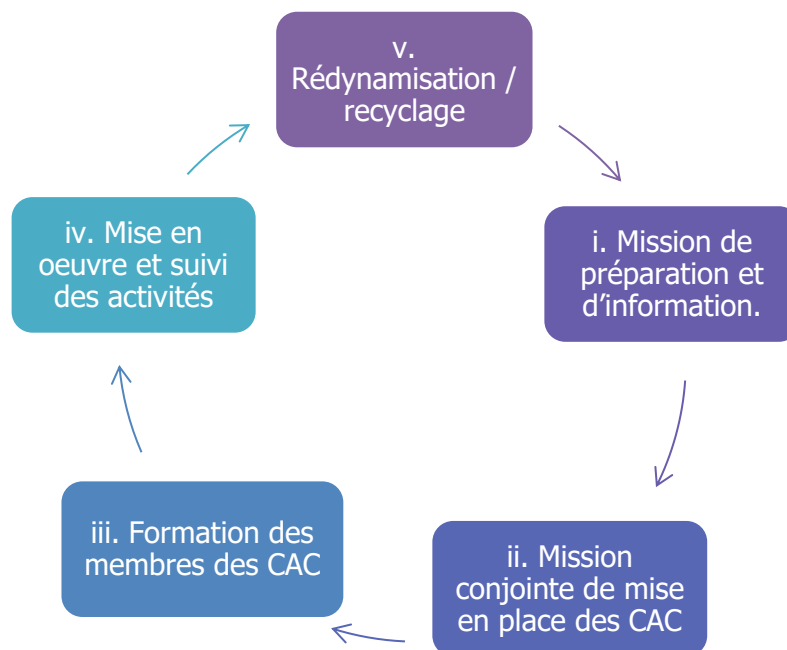 v.
Rédynamisation /
recyclage
i. Mission de
préparation et
d’information.
ii. Mission
conjointe de mise
en place des CAC
iii. Formation des
membres des CAC
iv. Mise en
oeuvre et suivi
des activités